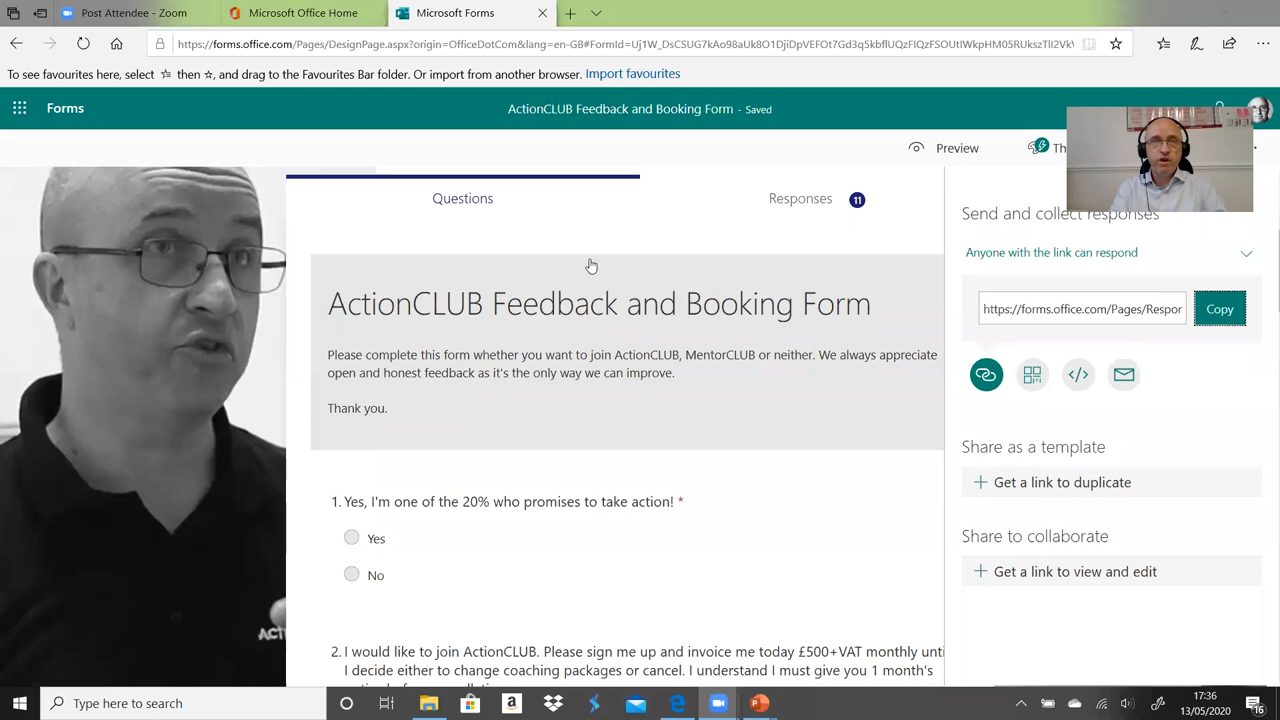 Post Attendee - Zoom
Microsoft Office Home
Microsoft Forms
https://forms.office.com/Pages/DesignPage.aspx?origin=OfficeDotCom&lang=en-GB#FormId=Uj1W_DsCSUG7kAo98aUk8O1DjiDpVEFOt7Gd3q5kbflUQzFIQzFSOUtIWkpHM05RUkszTlI2Vk
To see favourites here, select then ☆, and drag to the Favourites Bar folder. Or import from another browser. Import favourites
Forms
ActionCLUB Feedback and Booking Form - Saved
Preview
Th
Questions
Responses 11
Send and collect responses
Anyone with the link can respond
https://forms.office.com/Pages/Respor
Copy
ActionCLUB Feedback and Booking Form
Please complete this form whether you want to join ActionCLUB, MentorCLUB or neither. We always appreciate
open and honest feedback as it's the only way we can improve.
Thank you.
Share as a template
+ Get a link to duplicate
Share to collaborate
+ Get a link to view and edit
1. Yes, I'm one of the 20% who promises to take action! *
Yes
No
2. I would like to join ActionCLUB. Please sign me up and invoice me today £500+VAT monthly unti
I decide either to change coaching packages or cancel. I understand I must give you 1 month's
ACT
Type here to search
17:36
13/05/2020
16